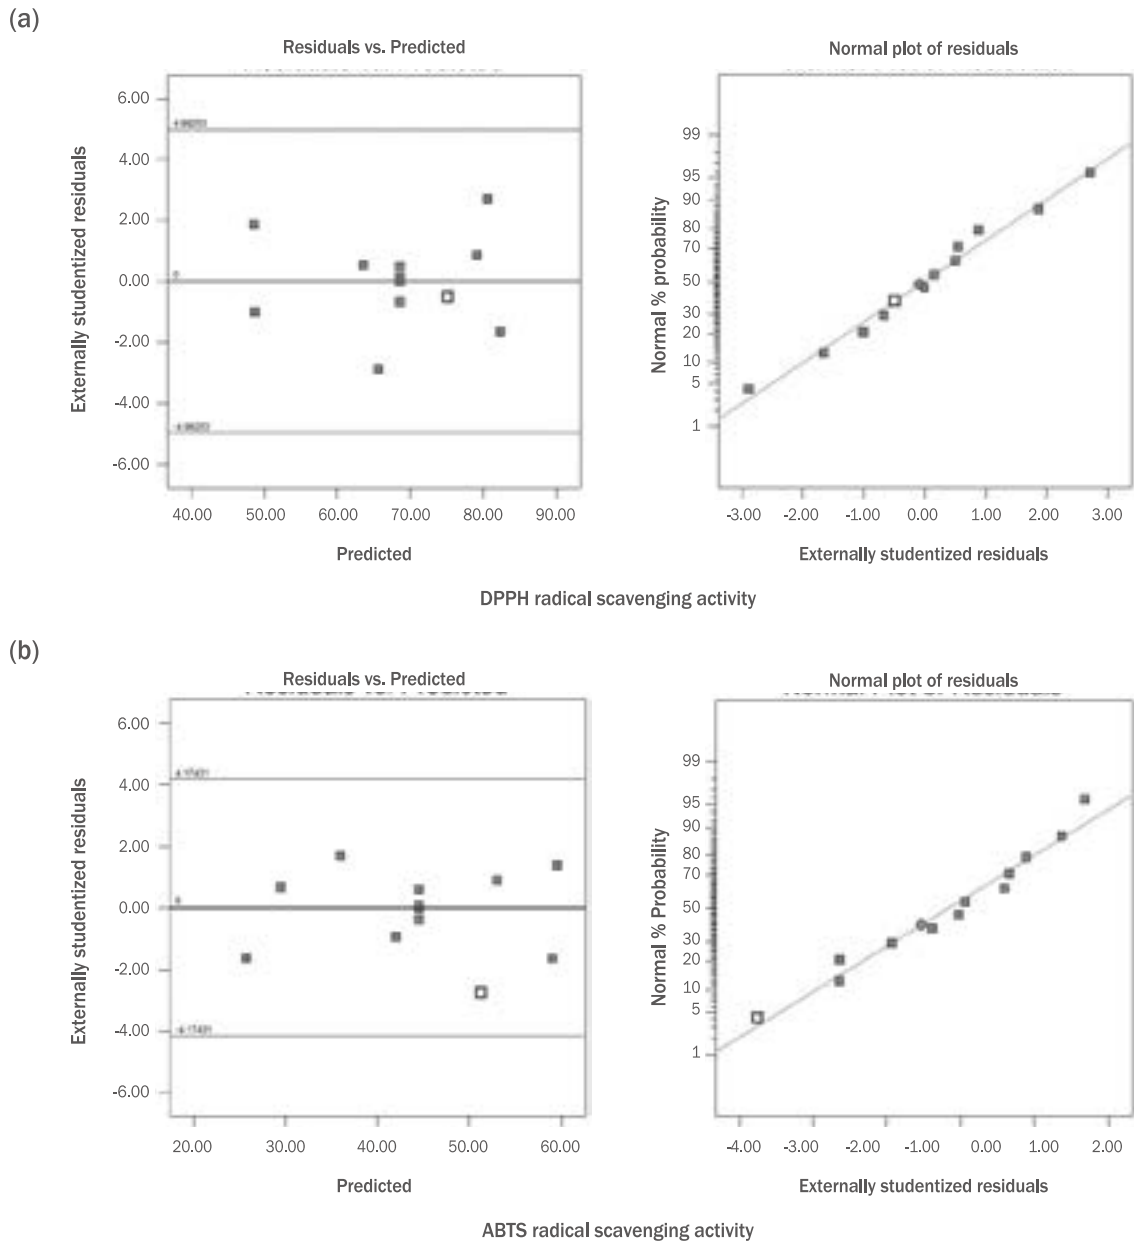 (a)
Residuals vs. Predicted
Normal plot of residuals
Externally studentized residuals
6.00
4.00
2.00
0.00
-2.00
-4.00
-6.00
0
40.00 50.00 60.00 70.00 80.00 90.00
Predicted
Normal % probability
99
95
90
80
70
50
30
20
10
5
1
-3.00 -2.00 -1.00 0.00 1.00 2.00 3.00
Externally studentized residuals
DPPH radical scavenging activity
(b)
Residuals vs. Predicted
Normal plot of residuals
Externally studentized residuals
6.00
4.00
2.00
0.00
-2.00
-4.00
-6.00
4.17431
0
-4.17431
20.00 30.00 40.00 50.00 60.00
Predicted
Normal % Probability
99
95
90
80
70
50
30
20
10
5
1
-4.00 -3.00 -2.00 -1.00 0.00 1.00 2.00
Externally studentized residuals
ABTS radical scavenging activity